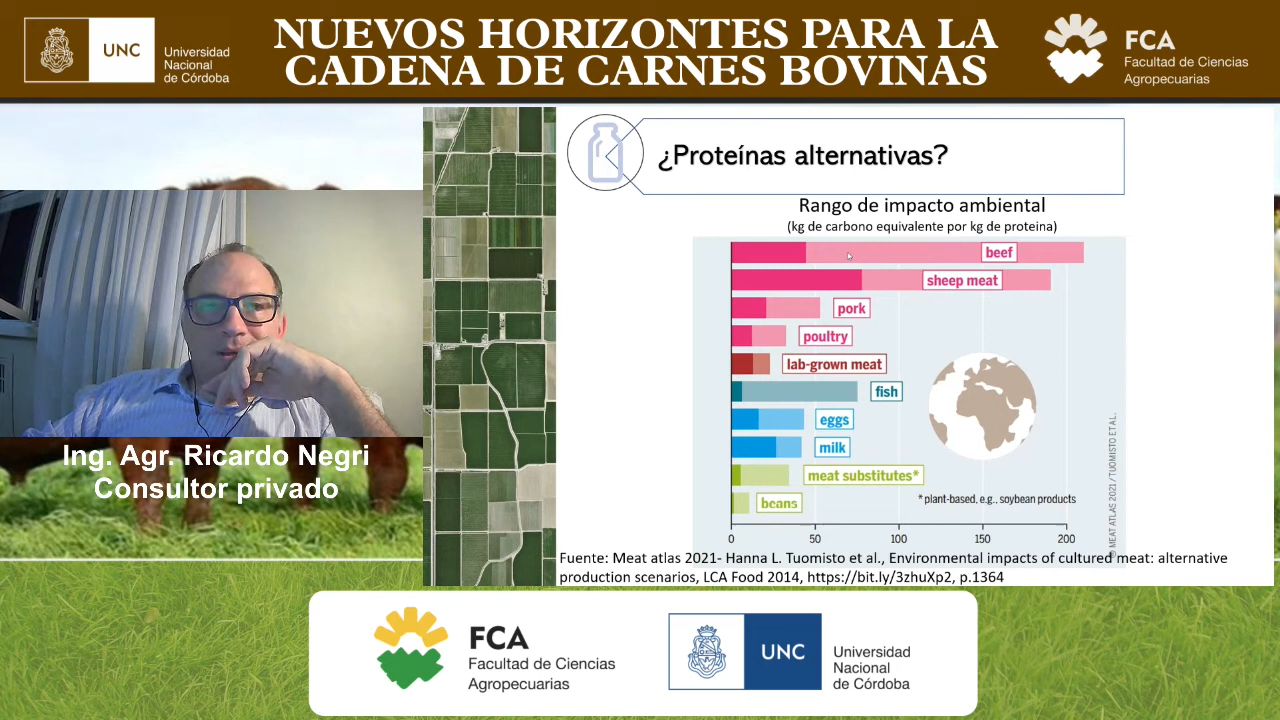 UNC
Universidad
Nacional
de Córdoba
NUEVOS HORIZONTES PARA LA
CADENA DE CARNES BOVINAS
FCA
Facultad de Ciencias
Agropecuarias
¿Proteínas alternativas?
Rango de impacto ambiental
(kg de carbono equivalente por kg de proteina)
beef
sheep meat
pork
poultry
lab-grown meat
fish
eggs
milk
meat substitutes*
beans
* plant-based, e.g., soybean products
0 50 100 150 200
© MEAT ATLAS 2021/TUOMISTO ET AL.
Fuente: Meat atlas 2021- Hanna L. Tuomisto et al., Environmental impacts of cultured meat: alternative
production scenarios, LCA Food 2014, https://bit.ly/3zhuXp2, p.1364
Ing. Agr. Ricardo Negri
Consultor privado
FCA
Facultad de Ciencias
Agropecuarias
UNC
Universidad
Nacional
de Córdoba